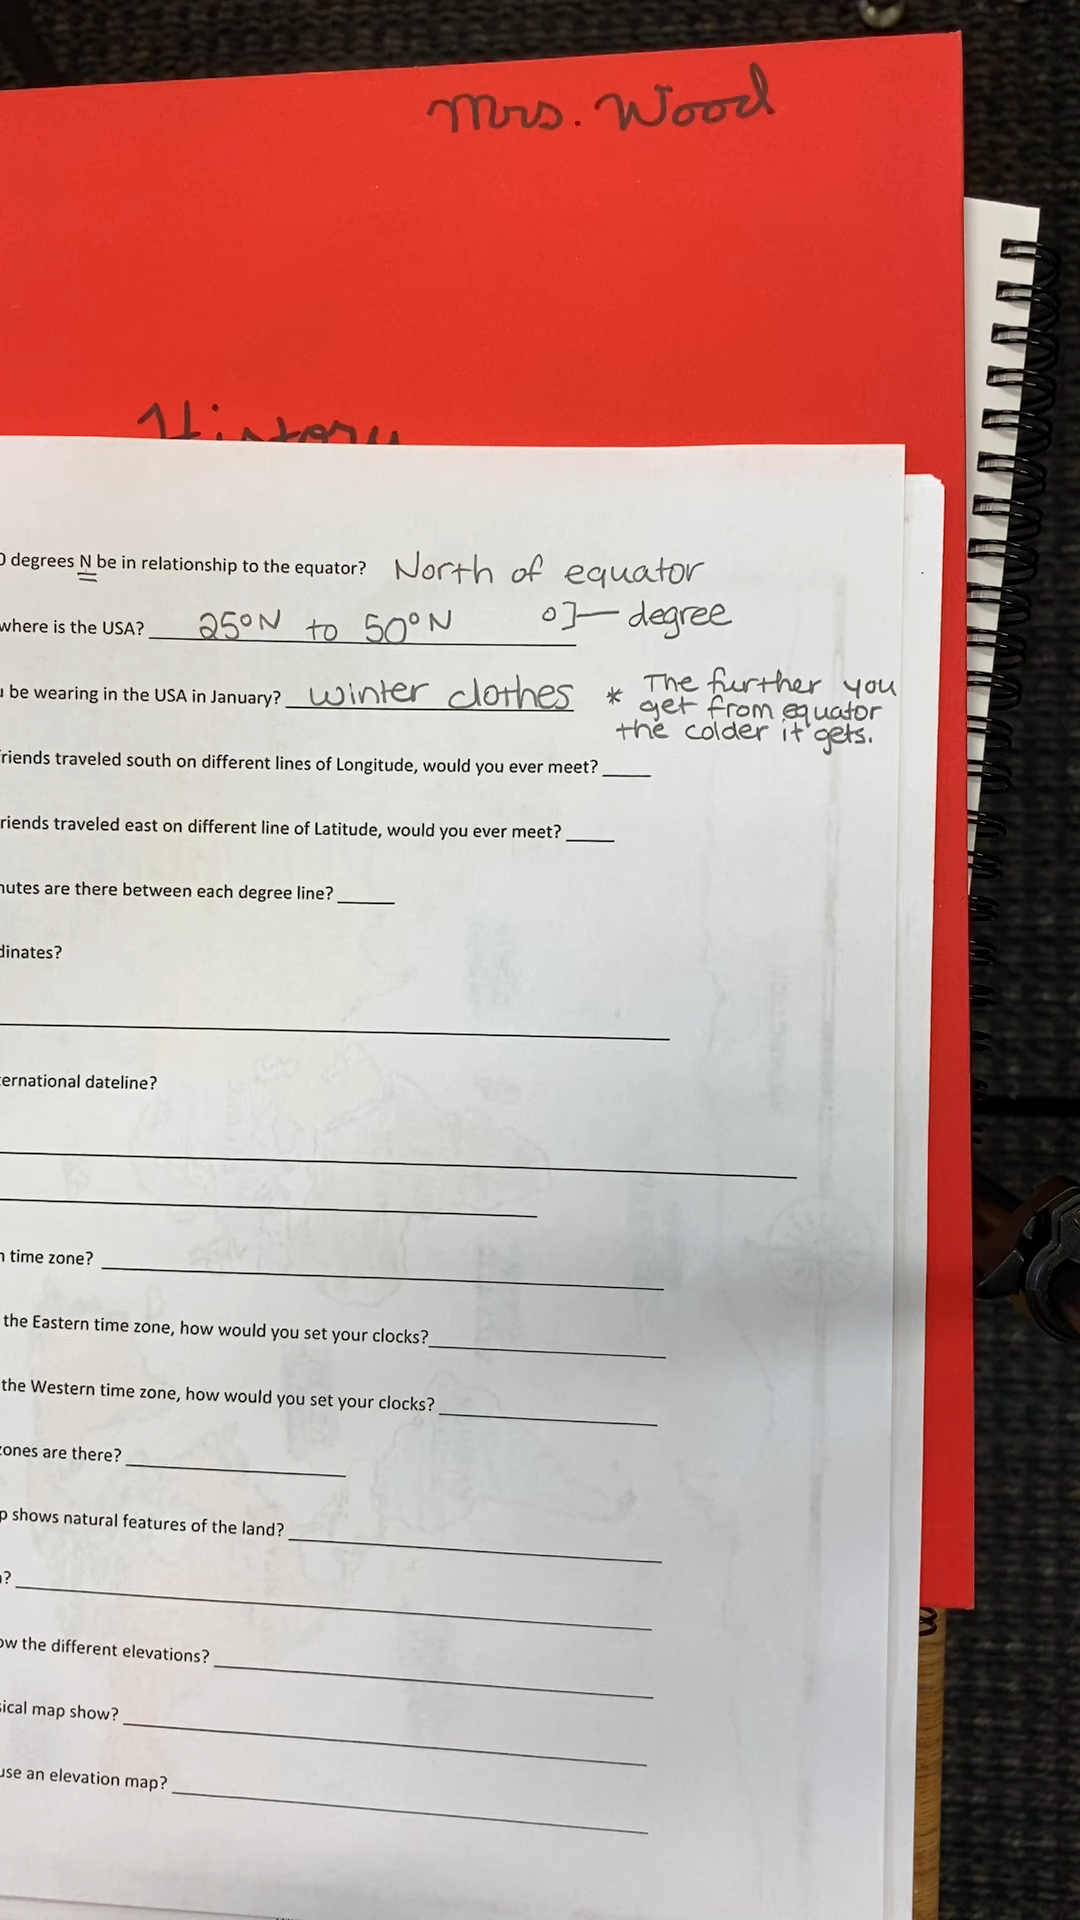 Mrs. Wood
History
degrees N be in relationship to the equator? North of equator
where is the USA? 25°N to 50°N °]— degree
be wearing in the USA in January? winter clothes * The further you
get from equator
the colder it gets.
riends traveled south on different lines of Longitude, would you ever meet?
riends traveled east on different line of Latitude, would you ever meet?
nutes are there between each degree line?
dinates?
ernational dateline?
time zone?
the Eastern time zone, how would you set your clocks?
the Western time zone, how would you set your clocks?
zones are there?
p shows natural features of the land?
?
ow the different elevations?
sical map show?
use an elevation map?